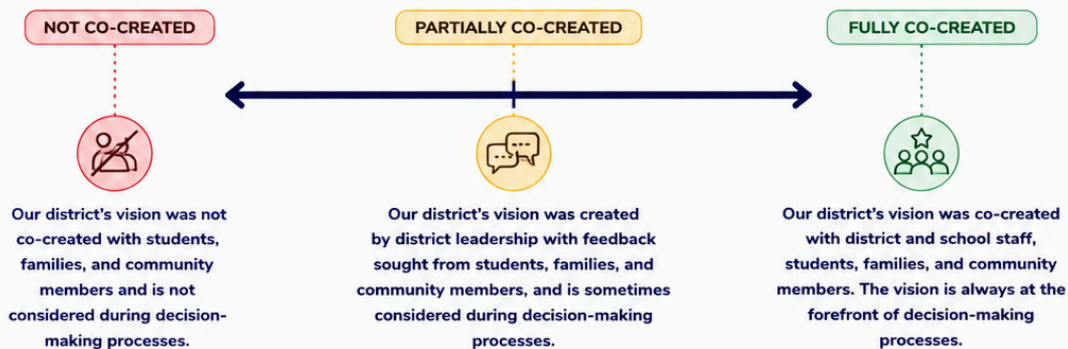 NOT CO-CREATED
PARTIALLY CO-CREATED
FULLY CO-CREATED
Our district's vision was not
co-created with students,
families, and community
members and is not
considered during decision-
making processes.
Our district's vision was created
by district leadership with feedback
sought from students, families, and
community members, and is sometimes
considered during decision-making
processes.
Our district's vision was co-created
with district and school staff,
students, families, and community
members. The vision is always at the
forefront of decision-making
processes.